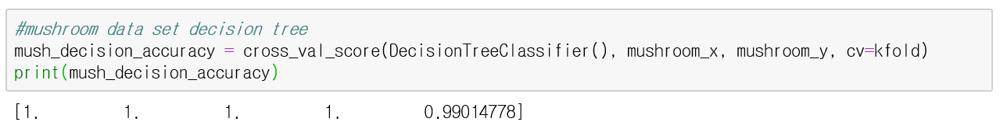 #mushroom data set decision tree
mush_decision_accuracy = cross_val_score(DecisionTreeClassifier(), mushroom_x, mushroom_y, cv=kfold)
print(mush_decision_accuracy)
[1. 1. 1. 1. 0.99014778]